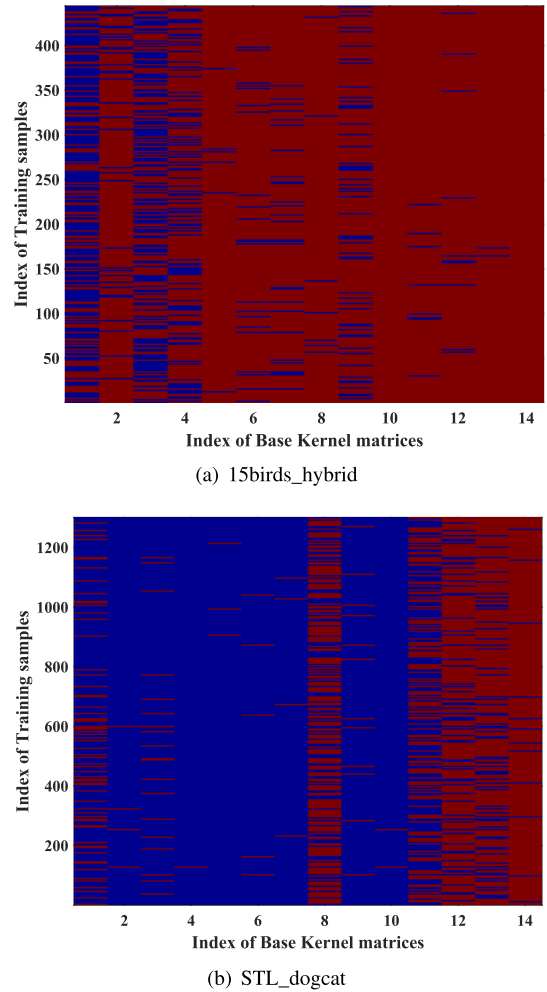 400
350
300
250
200
150
100
50
Index of Training samples
2 4 6 8 10 12 14
Index of Base Kernel matrices
(a) 15birds_hybrid
1200
1000
800
600
400
200
Index of Training samples
2 4 6 8 10 12 14
Index of Base Kernel matrices
(b) STL_dogcat